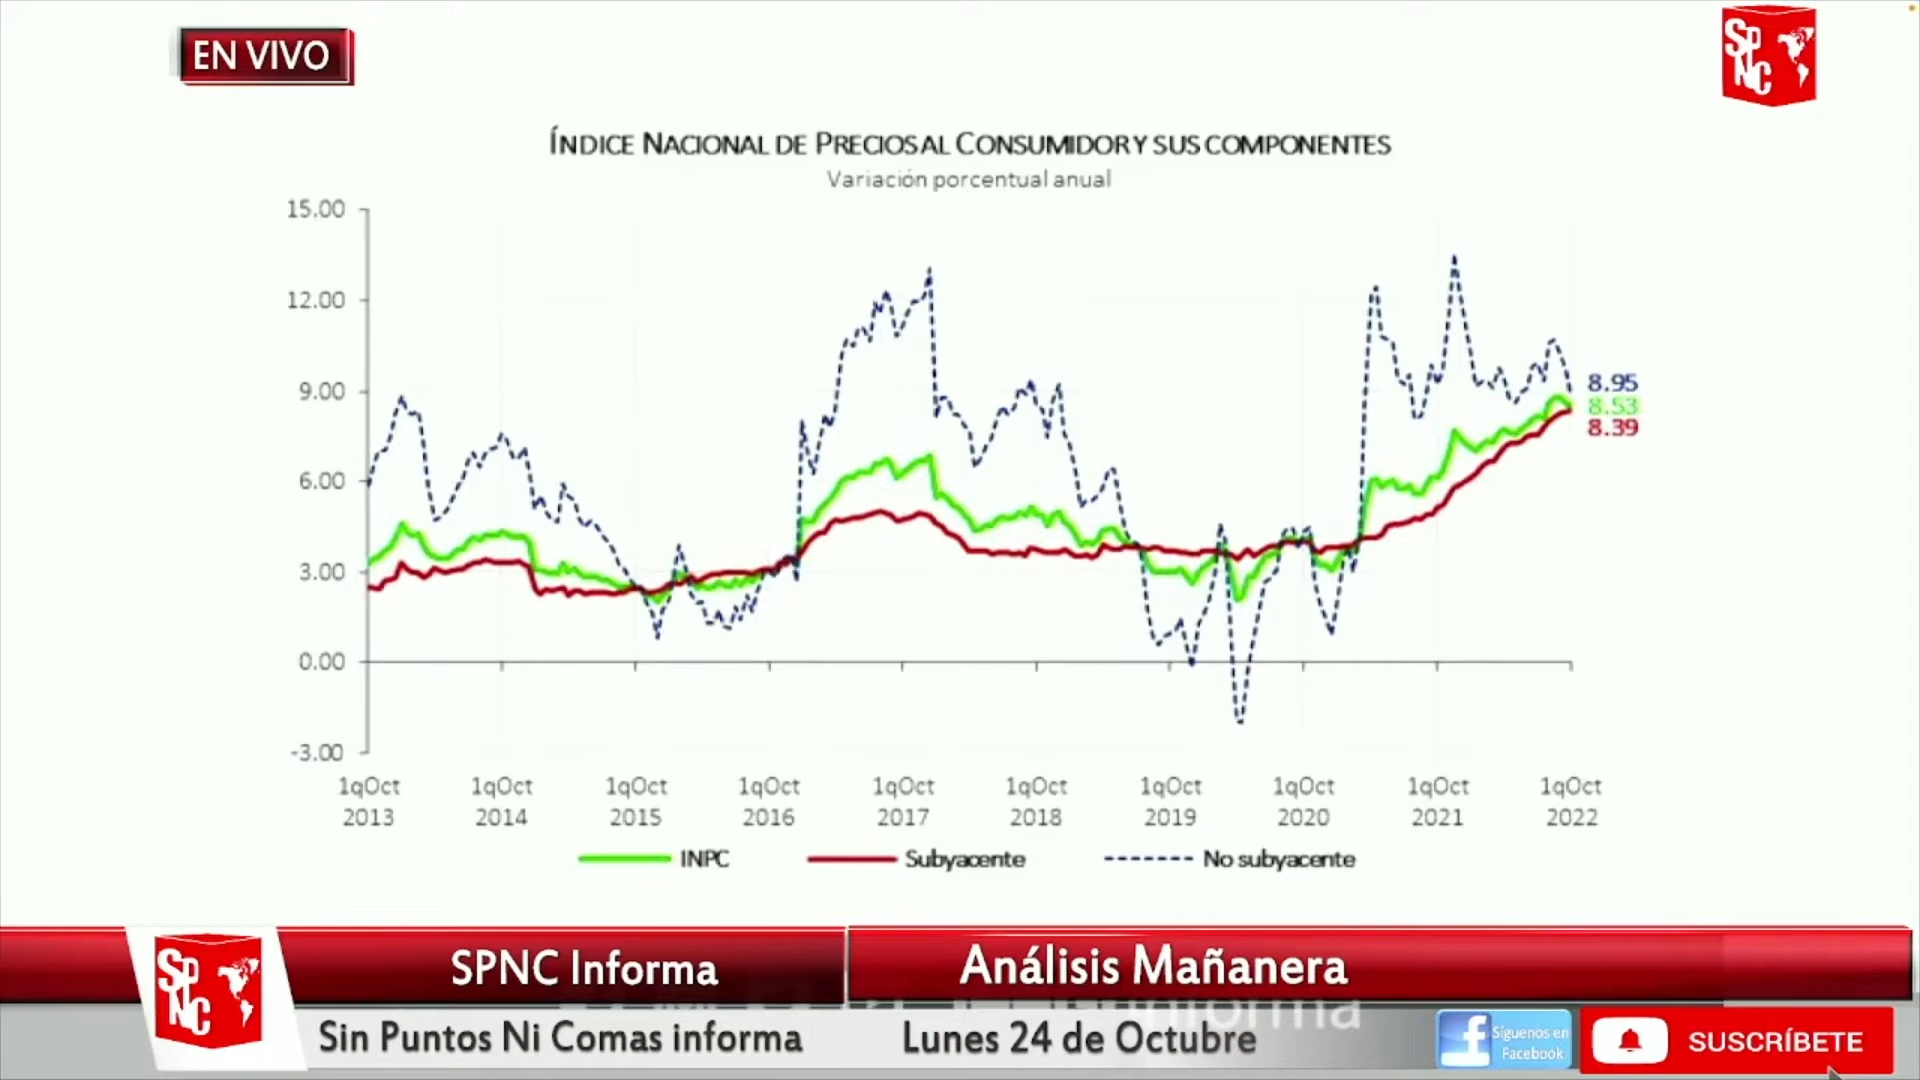 EN VIVO
SPNC
ÍNDICE NACIONAL DE PRECIOS AL CONSUMIDOR Y SUS COMPONENTES
Variación porcentual anual
15.00
12.00
9.00
6.00
3.00
0.00
-3.00
8.95
8.53
8.39
1qOct 1qOct 1qOct 1qOct 1qOct 1qOct 1qOct 1qOct 1qOct 1qOct
2013 2014 2015 2016 2017 2018 2019 2020 2021 2022
INPC Subyacente No subyacente
SPNC
SPNC Informa
Análisis Mañanera
Sin Puntos Ni Comas informa
Lunes 24 de Octubre
Síguenos en
Facebook
SUSCRÍBETE